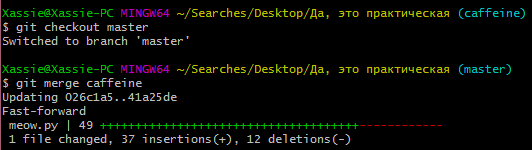 Xassie@Xassie-PC MINGW64 ~/Searches/Desktop/Да, это практическая (caffeine)
$ git checkout master
Switched to branch 'master'
Xassie@Xassie-PC MINGW64 ~/Searches/Desktop/Да, это практическая (master)
$ git merge caffeine
Updating 026c1a5..41a25de
Fast-forward
meow.py | 49 +++++++++++++++++++++++++++++++++++++------------
1 file changed, 37 insertions(+), 12 deletions(-)